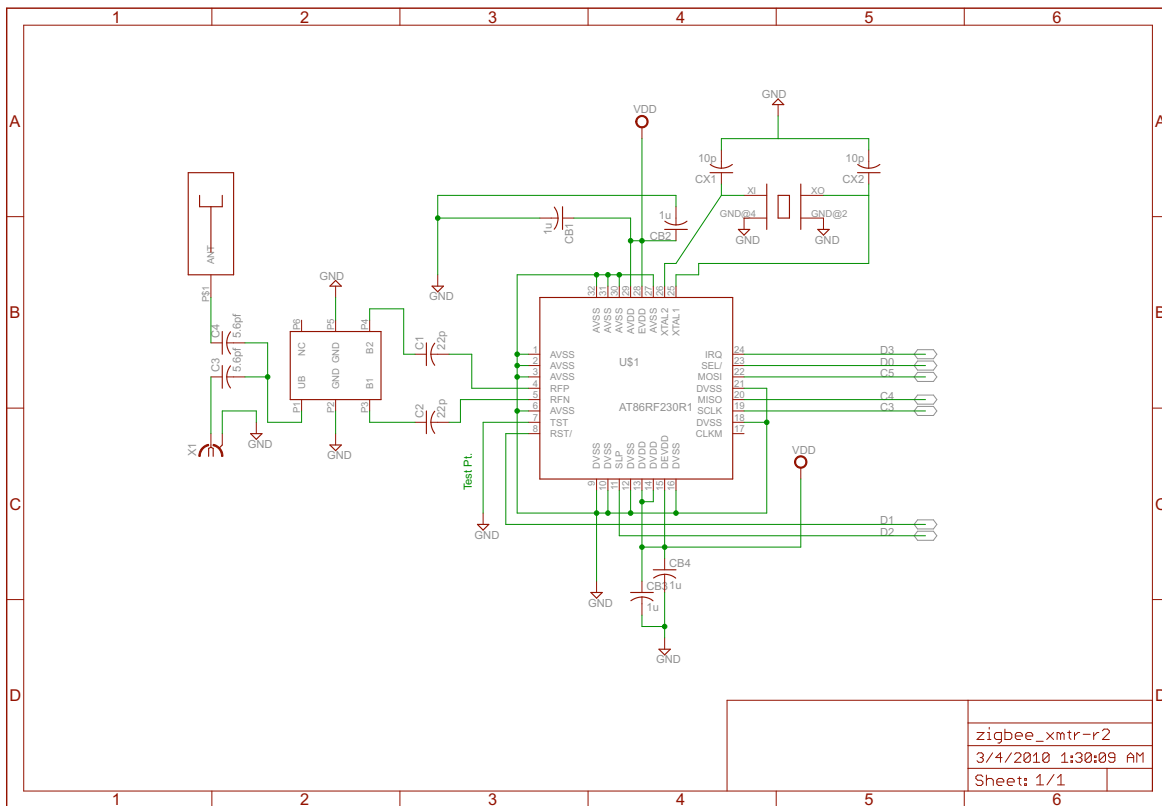 1 2 3 4 5 6
A A
B B
C C
D D
GND
VDD
10p
CX1
10p
CX2
XI
XO
GND@4
GND@2
GND
GND
1u
CB1
1u
CB2
GND
ANT
P$1
C4
5.6pf
C3
5.6pf
X1
GND
GND
P6
P5
P4
NC
GND
B2
UB
GND
B1
P1
P2
P3
GND
C1
22p
C2
22p
32 31 30 29 28 27 26 25
AVSS
AVSS
AVSS
AVDD
EVDD
AVSS
XTAL2
XTAL1
U$1
AT86RF230R1
1 AVSS
2 AVSS
3 AVSS
4 RFP
5 RFN
6 AVSS
7 TST
8 RST/
IRQ 24
SEL/ 23
MOSI 22
DVSS 21
MISO 20
SCLK 19
DVSS 18
CLKM 17
DVSS
DVSS
SLP
DVSS
DVDD
DVDD
DEVDD
DVSS
9 10 11 12 13 14 15 16
D3
D0
C5
C4
C3
VDD
D1
D2
Test Pt.
GND
GND
CB4
1u
CB3
1u
GND
zigbee_xmtr-r2
3/4/2010 1:30:09 AM
Sheet: 1/1
1 2 3 4 5 6